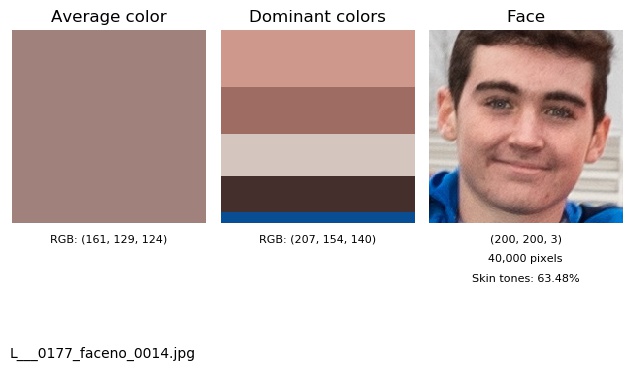 Average color
Dominant colors
Face
RGB: (161, 129, 124)
RGB: (207, 154, 140)
(200, 200, 3)
40,000 pixels
Skin tones: 63.48%
L___0177_faceno_0014.jpg